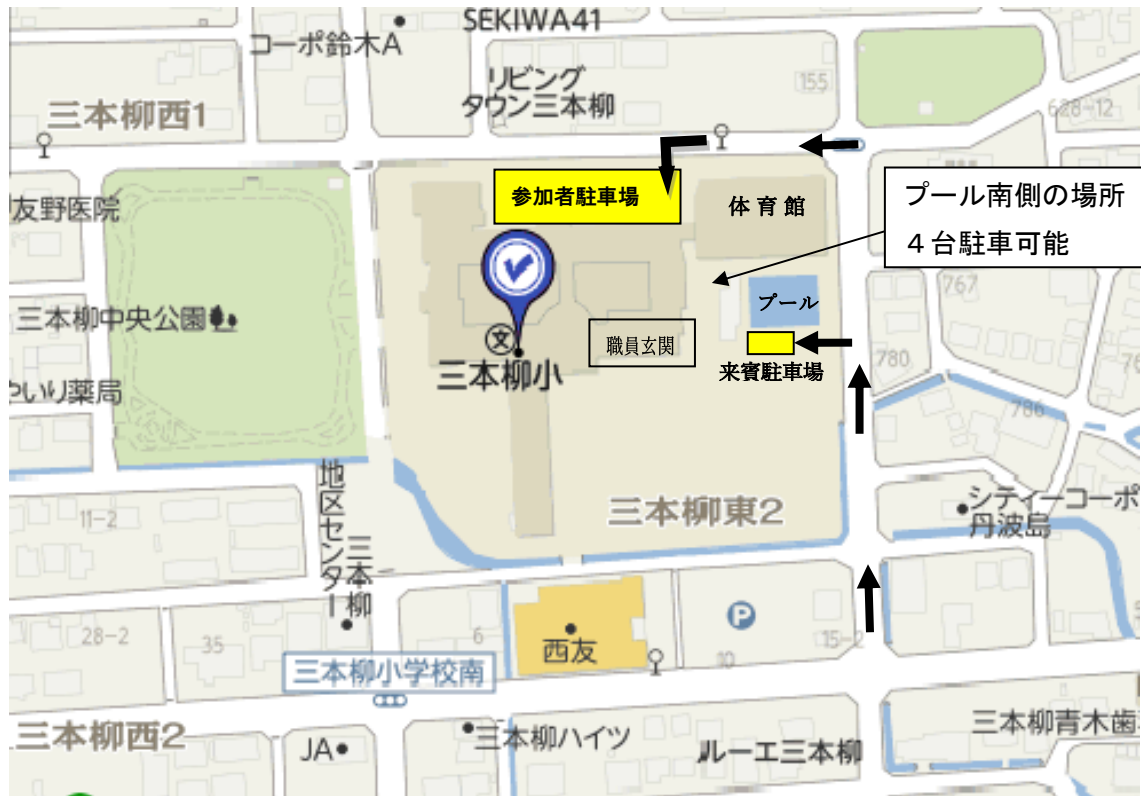 SEKIWA41
コーポ鈴木A
リビング
タウン三本柳
155
三本柳西1
628-12
友野医院
参加者駐車場
体育館
プール南側の場所
４台駐車可能
767
三本柳中央公園
プール
文
職員玄関
780
三本柳小
来賓駐車場
いり薬局
786
地区センター
三本柳
三本柳東2
シティーコーポ
丹波島
11-2
28-2
35
6
西友
P
10
15-2
三本柳小学校南
三本柳西2
JA
三本柳ハイツ
ルーエ三本柳
三本柳青木歯